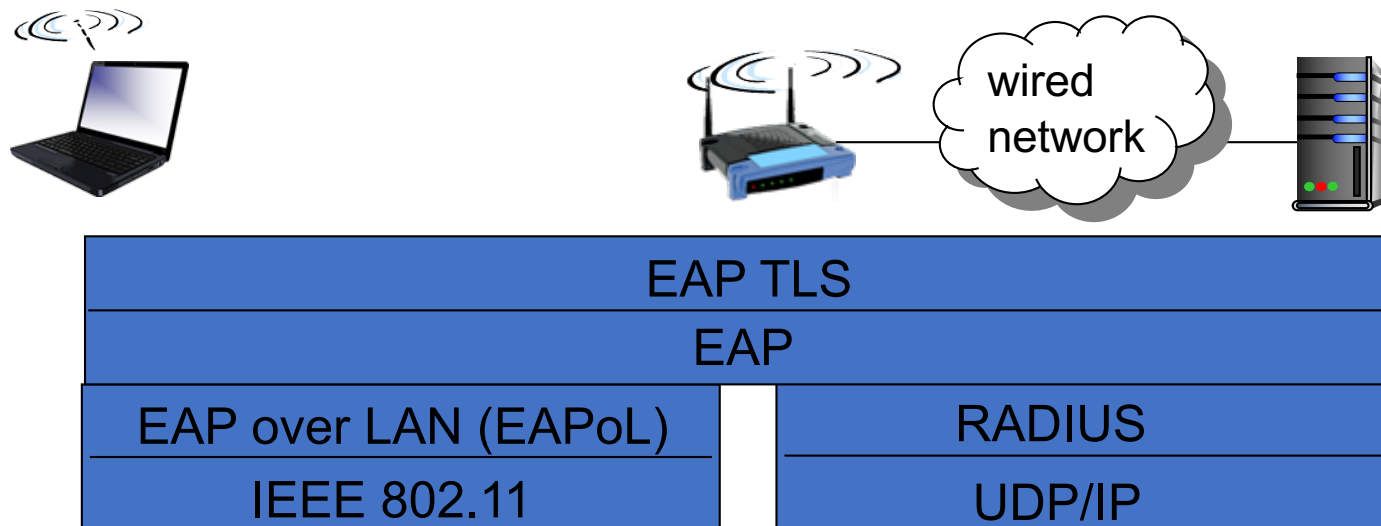 wired
network
EAP TLS
EAP
EAP over LAN (EAPoL)
RADIUS
IEEE 802.11
UDP/IP